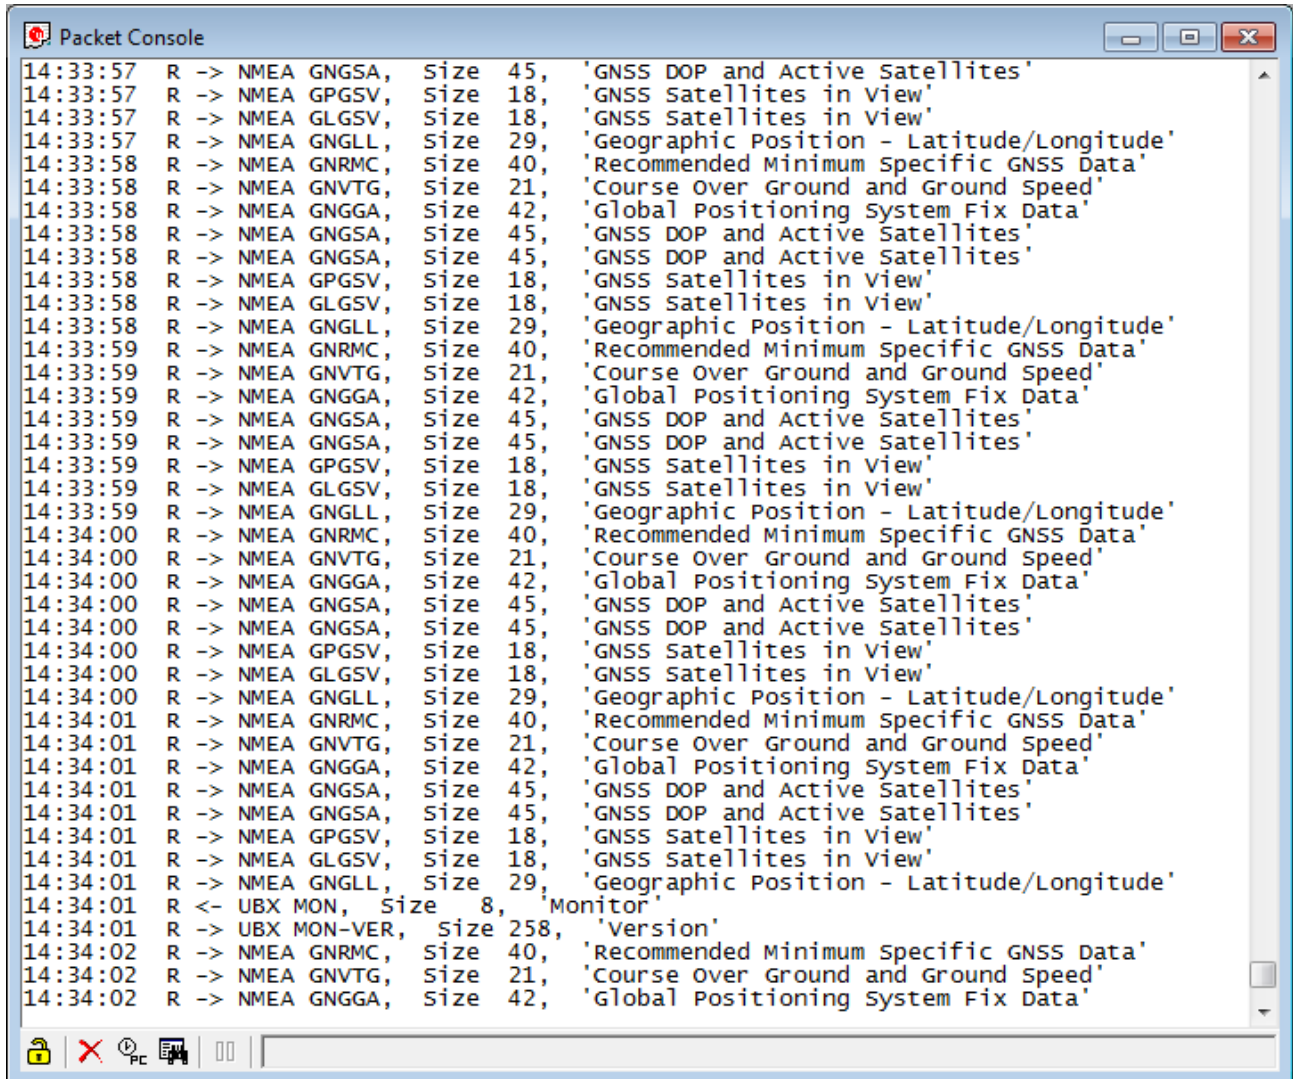 Packet Console
14:33:57  R -> NMEA GNGSA,  Size  45,  'GNSS DOP and Active Satellites'
14:33:57  R -> NMEA GPGSV,  Size  18,  'GNSS Satellites in View'
14:33:57  R -> NMEA GLGSV,  Size  18,  'GNSS Satellites in View'
14:33:57  R -> NMEA GNGLL,  Size  29,  'Geographic Position - Latitude/Longitude'
14:33:58  R -> NMEA GNRMC,  Size  40,  'Recommended Minimum Specific GNSS Data'
14:33:58  R -> NMEA GNVTG,  Size  21,  'Course Over Ground and Ground Speed'
14:33:58  R -> NMEA GNGGA,  Size  42,  'Global Positioning System Fix Data'
14:33:58  R -> NMEA GNGSA,  Size  45,  'GNSS DOP and Active Satellites'
14:33:58  R -> NMEA GNGSA,  Size  45,  'GNSS DOP and Active Satellites'
14:33:58  R -> NMEA GPGSV,  Size  18,  'GNSS Satellites in View'
14:33:58  R -> NMEA GLGSV,  Size  18,  'GNSS Satellites in View'
14:33:58  R -> NMEA GNGLL,  Size  29,  'Geographic Position - Latitude/Longitude'
14:33:59  R -> NMEA GNRMC,  Size  40,  'Recommended Minimum Specific GNSS Data'
14:33:59  R -> NMEA GNVTG,  Size  21,  'Course Over Ground and Ground Speed'
14:33:59  R -> NMEA GNGGA,  Size  42,  'Global Positioning System Fix Data'
14:33:59  R -> NMEA GNGSA,  Size  45,  'GNSS DOP and Active Satellites'
14:33:59  R -> NMEA GNGSA,  Size  45,  'GNSS DOP and Active Satellites'
14:33:59  R -> NMEA GPGSV,  Size  18,  'GNSS Satellites in View'
14:33:59  R -> NMEA GLGSV,  Size  18,  'GNSS Satellites in View'
14:33:59  R -> NMEA GNGLL,  Size  29,  'Geographic Position - Latitude/Longitude'
14:34:00  R -> NMEA GNRMC,  Size  40,  'Recommended Minimum Specific GNSS Data'
14:34:00  R -> NMEA GNVTG,  Size  21,  'Course Over Ground and Ground Speed'
14:34:00  R -> NMEA GNGGA,  Size  42,  'Global Positioning System Fix Data'
14:34:00  R -> NMEA GNGSA,  Size  45,  'GNSS DOP and Active Satellites'
14:34:00  R -> NMEA GNGSA,  Size  45,  'GNSS DOP and Active Satellites'
14:34:00  R -> NMEA GPGSV,  Size  18,  'GNSS Satellites in View'
14:34:00  R -> NMEA GLGSV,  Size  18,  'GNSS Satellites in View'
14:34:00  R -> NMEA GNGLL,  Size  29,  'Geographic Position - Latitude/Longitude'
14:34:01  R -> NMEA GNRMC,  Size  40,  'Recommended Minimum Specific GNSS Data'
14:34:01  R -> NMEA GNVTG,  Size  21,  'Course Over Ground and Ground Speed'
14:34:01  R -> NMEA GNGGA,  Size  42,  'Global Positioning System Fix Data'
14:34:01  R -> NMEA GNGSA,  Size  45,  'GNSS DOP and Active Satellites'
14:34:01  R -> NMEA GNGSA,  Size  45,  'GNSS DOP and Active Satellites'
14:34:01  R -> NMEA GPGSV,  Size  18,  'GNSS Satellites in View'
14:34:01  R -> NMEA GLGSV,  Size  18,  'GNSS Satellites in View'
14:34:01  R -> NMEA GNGLL,  Size  29,  'Geographic Position - Latitude/Longitude'
14:34:01  R <- UBX MON,  Size   8,  'Monitor'
14:34:01  R -> UBX MON-VER,  Size 258,  'Version'
14:34:02  R -> NMEA GNRMC,  Size  40,  'Recommended Minimum Specific GNSS Data'
14:34:02  R -> NMEA GNVTG,  Size  21,  'Course Over Ground and Ground Speed'
14:34:02  R -> NMEA GNGGA,  Size  42,  'Global Positioning System Fix Data'
PC